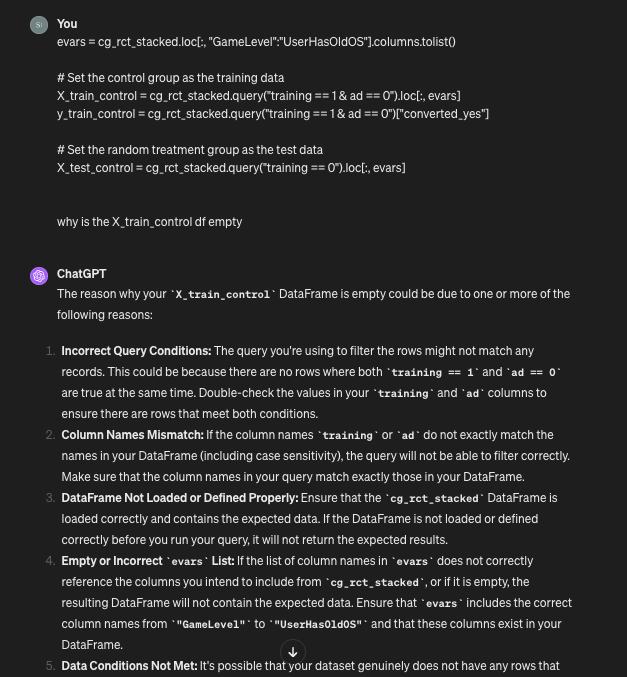 SI
You
evars = cg_rct_stacked.loc[:, "GameLevel":"UserHasOldOS"].columns.tolist()
# Set the control group as the training data
X_train_control = cg_rct_stacked.query("training == 1 & ad == 0").loc[:, evars]
y_train_control = cg_rct_stacked.query("training == 1 & ad == 0")["converted_yes"]
# Set the random treatment group as the test data
X_test_control = cg_rct_stacked.query("training == 0").loc[:, evars]
why is the X_train_control df empty
ChatGPT
The reason why your `X_train_control` DataFrame is empty could be due to one or more of the
following reasons:
1. Incorrect Query Conditions: The query you're using to filter the rows might not match any
records. This could be because there are no rows where both `training == 1` and `ad == 0`
are true at the same time. Double-check the values in your `training` and `ad` columns to
ensure there are rows that meet both conditions.
2. Column Names Mismatch: If the column names `training` or `ad` do not exactly match the
names in your DataFrame (including case sensitivity), the query will not be able to filter correctly.
Make sure that the column names in your query match exactly those in your DataFrame.
3. DataFrame Not Loaded or Defined Properly: Ensure that the `cg_rct_stacked` DataFrame is
loaded correctly and contains the expected data. If the DataFrame is not loaded or defined
correctly before you run your query, it will not return the expected results.
4. Empty or Incorrect `evars` List: If the list of column names in `evars` does not correctly
reference the columns you intend to include from `cg_rct_stacked`, or if it is empty, the
resulting DataFrame will not contain the expected data. Ensure that `evars` includes the correct
column names from `"GameLevel"` to `"UserHasOldOS"` and that these columns exist in your
DataFrame.
5. Data Conditions Not Met: It's possible that your dataset genuinely does not have any rows that